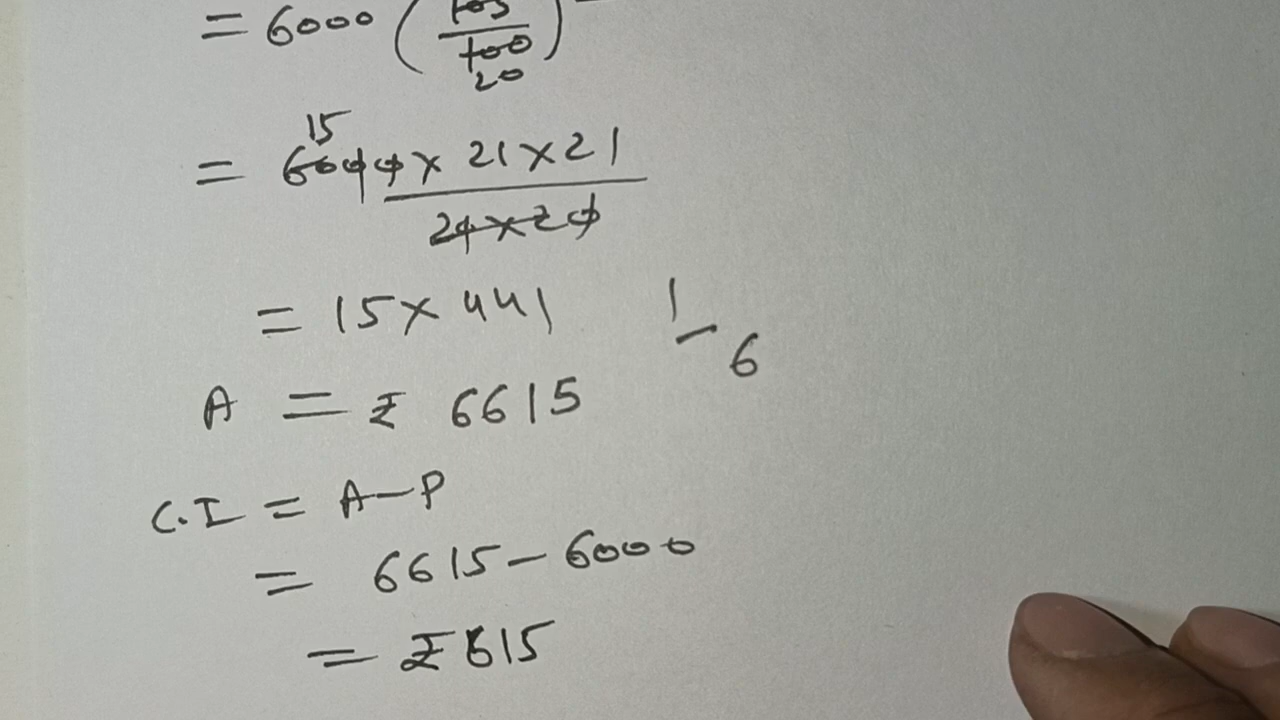 = 6000 ( 105 / 100 20 )
15
= 6000 × 21 × 21
20 × 20
= 15 × 441
1 - 6
A = ₹ 6615
C.I = A - P
= 6615 - 6000
= ₹ 615